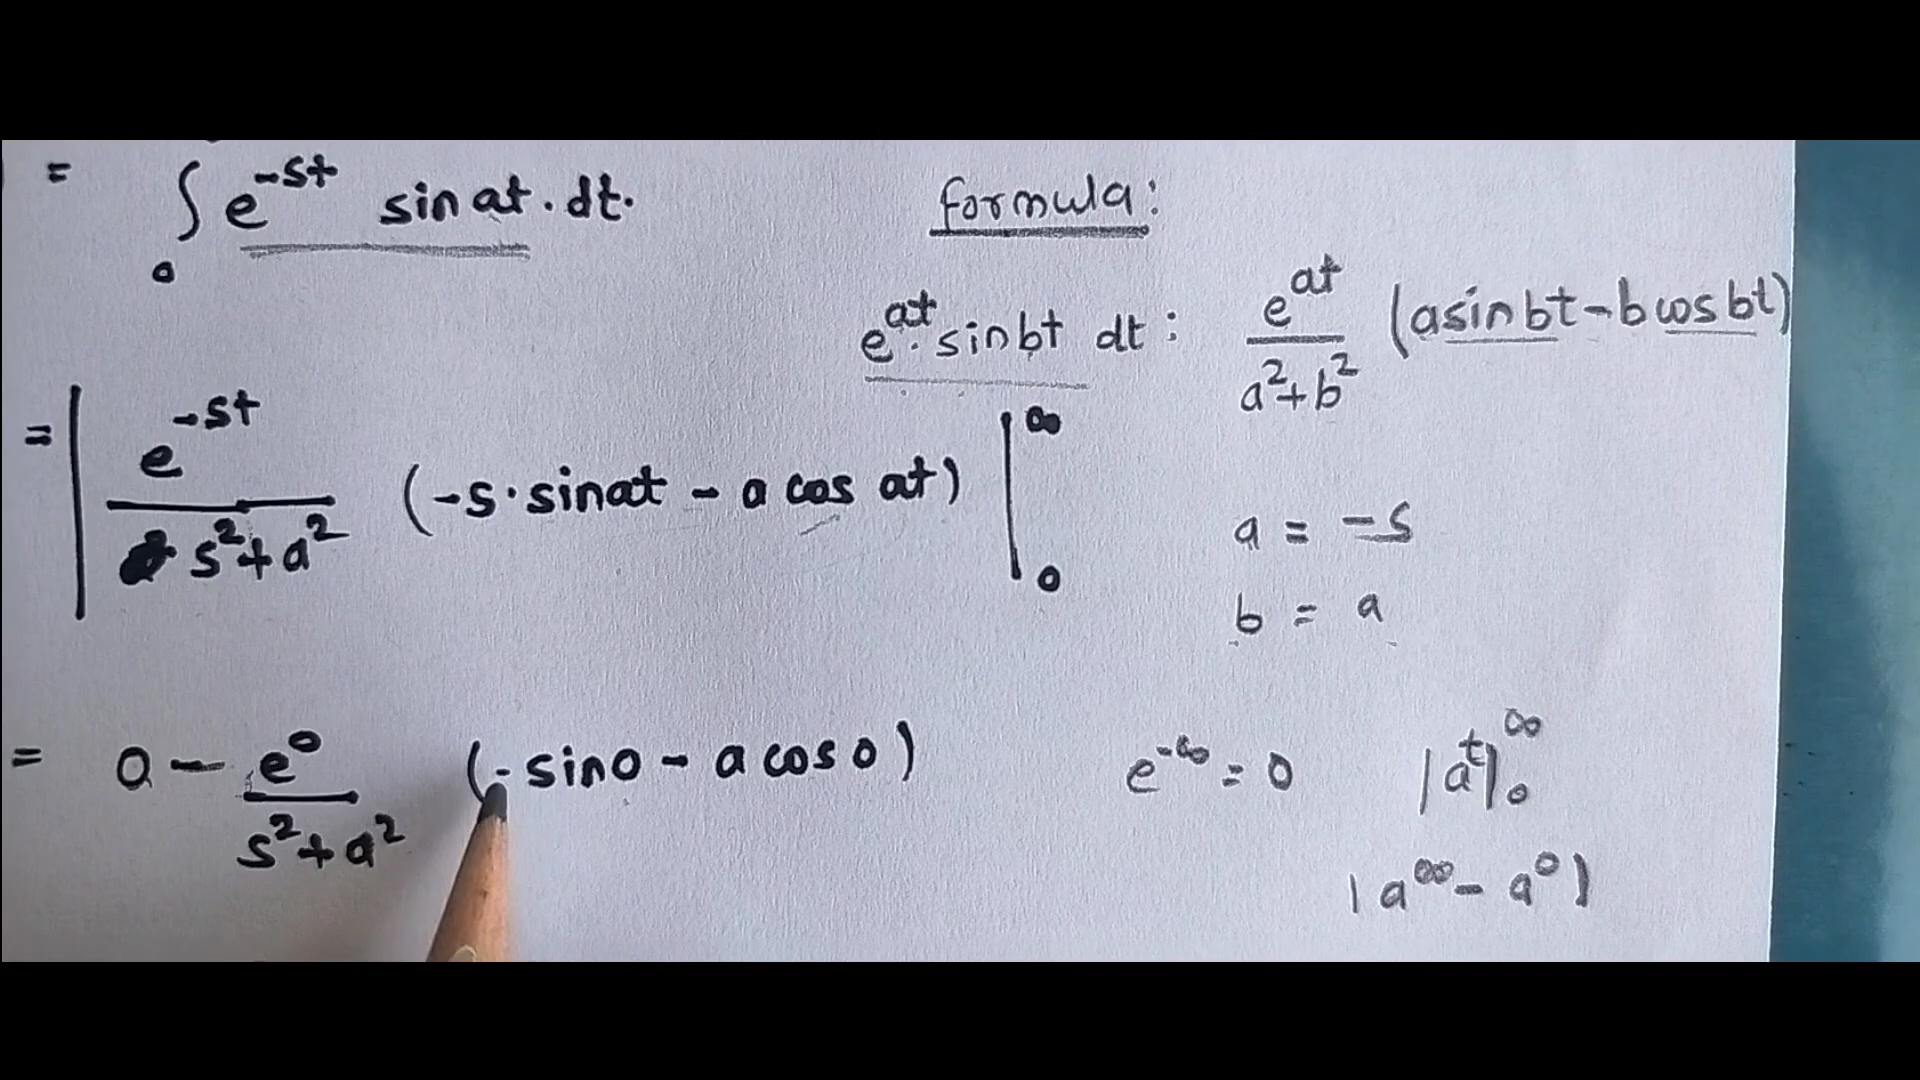 = ∫₀ e^{-st} sin at . dt.
formula:
e^{at} . sin bt dt : e^{at} / a²+b² (a sin bt - b cos bt)
= | e^{-st} / s²+a² (-s . sin at - a cos at) |₀^∞
a = -s
b = a
= 0 - e⁰ / s²+a² (- sin 0 - a cos 0)
e^{-∞} = 0
|a^t|₀^∞
|a^∞ - a⁰|